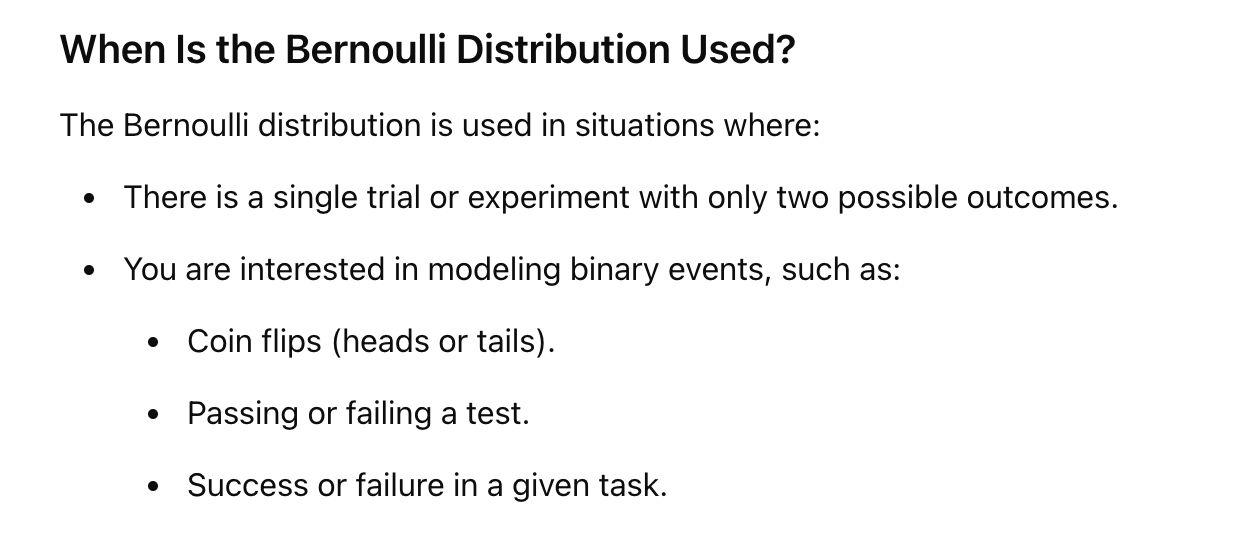 When Is the Bernoulli Distribution Used?
The Bernoulli distribution is used in situations where:
• There is a single trial or experiment with only two possible outcomes.
• You are interested in modeling binary events, such as:
• Coin flips (heads or tails).
• Passing or failing a test.
• Success or failure in a given task.